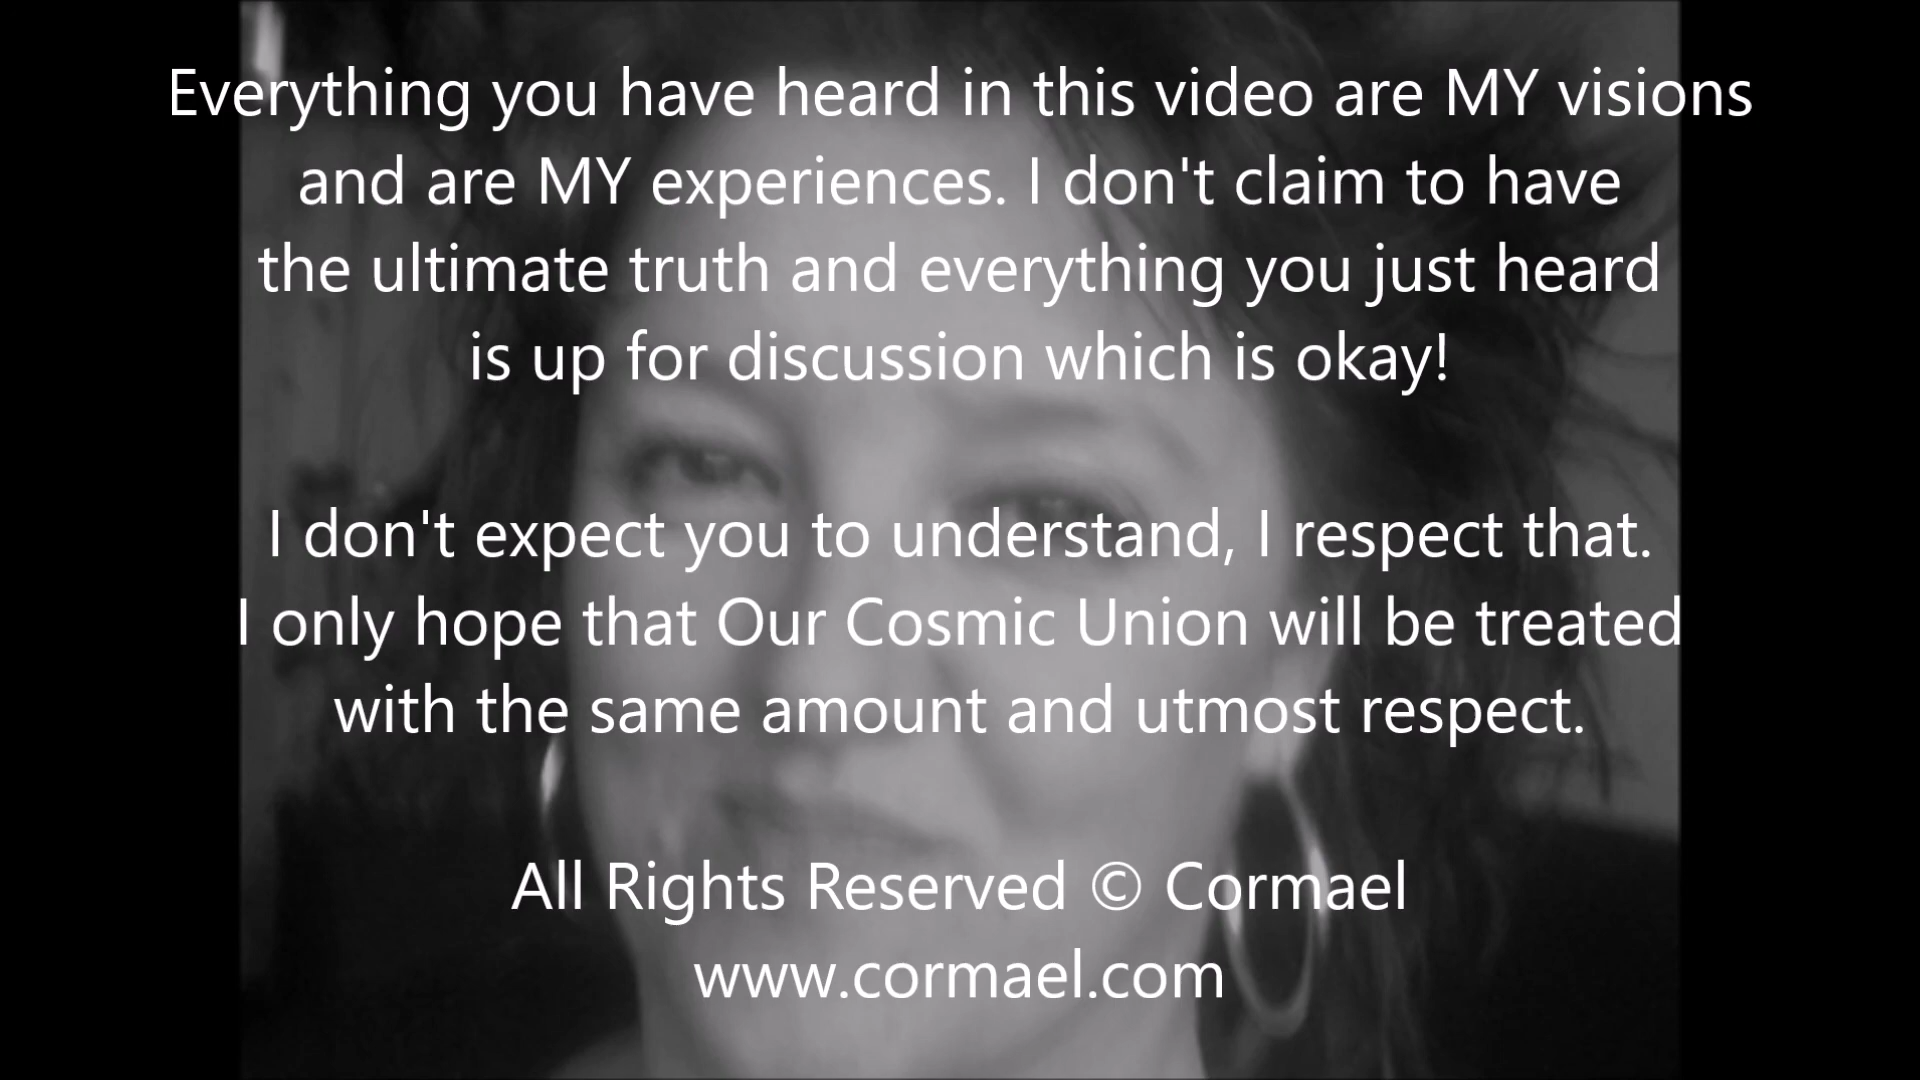 Everything you have heard in this video are MY visions
and are MY experiences. I don't claim to have
the ultimate truth and everything you just heard
is up for discussion which is okay!
I don't expect you to understand, I respect that.
I only hope that Our Cosmic Union will be treated
with the same amount and utmost respect.
All Rights Reserved © Cormael
www.cormael.com